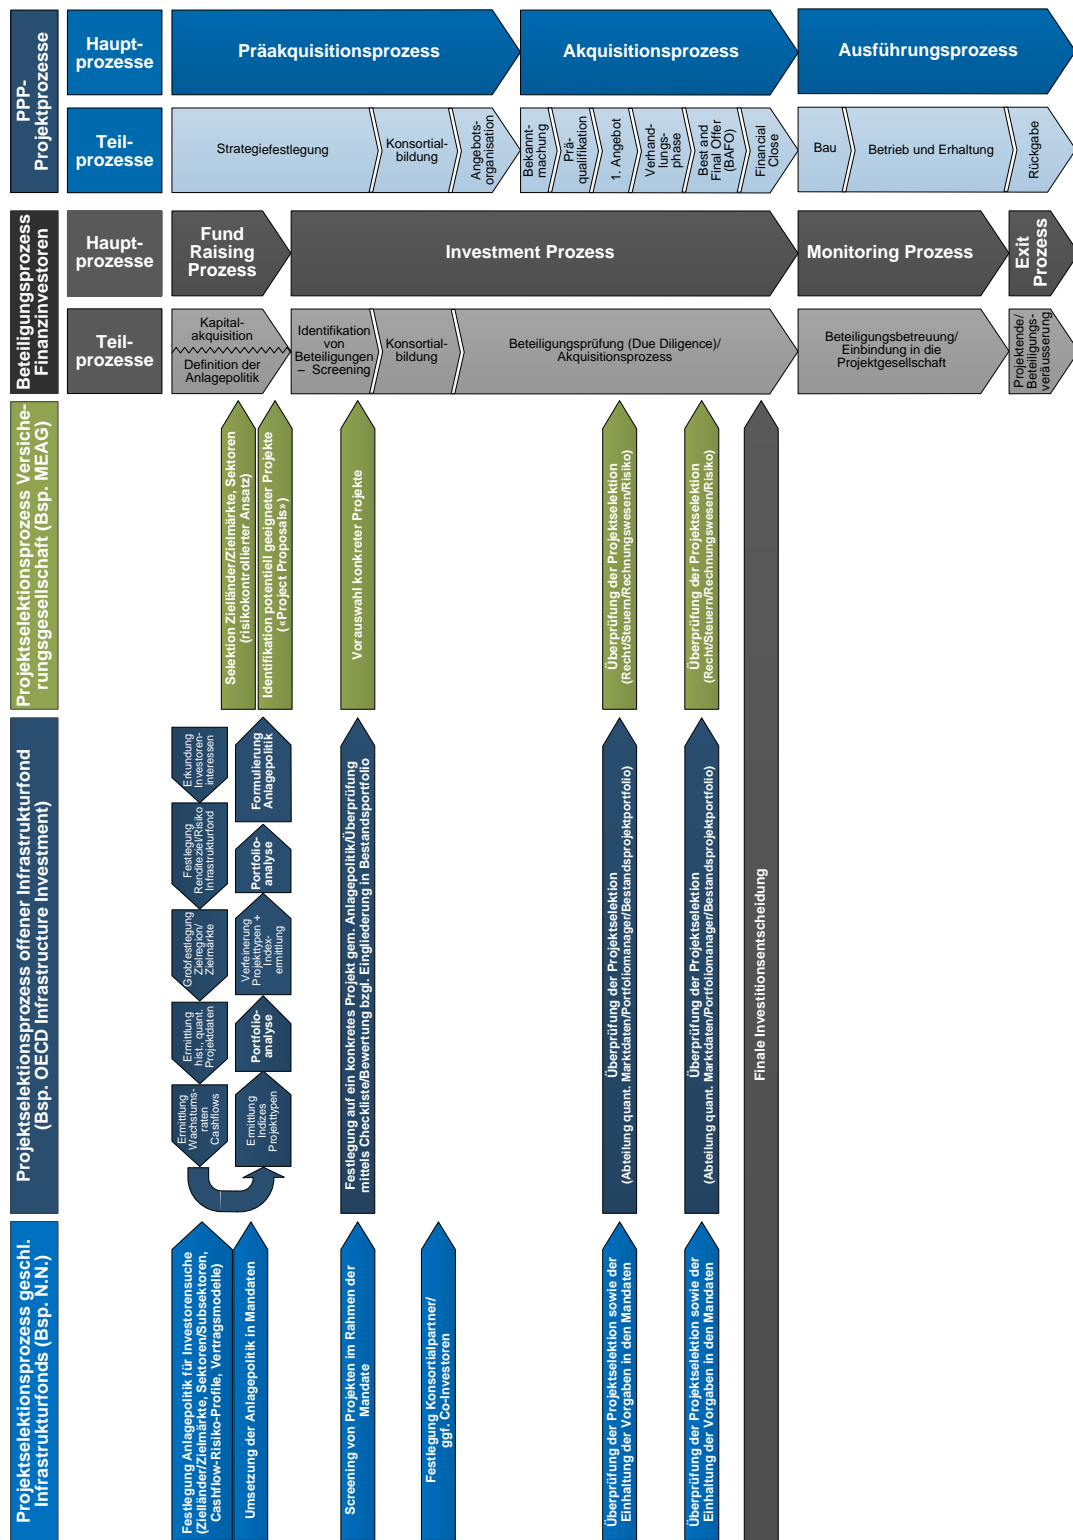 PPP-
Projektprozesse
Haupt-
prozesse
Präakquisitionsprozess
Akquisitionsprozess
Ausführungsprozess
Teil-
prozesse
Strategiefestlegung
Konsortial-
bildung
Angebots-
organisation
Bekannt-
machung
Prä-
qualifikation
1. Angebot
Verhand-
lungs-
phase
Best and
Final Offer
(BAFO)
Financial
Close
Bau
Betrieb und Erhaltung
Rückgabe
Beteiligungsprozess
Finanzinvestoren
Haupt-
prozesse
Fund
Raising
Prozess
Investment Prozess
Monitoring Prozess
Exit
Prozess
Teil-
prozesse
Kapital-
akquisition
Definition der
Anlagepolitik
Identifikation
von
Beteiligungen
– Screening
Konsortial-
bildung
Beteiligungsprüfung (Due Diligence)/
Akquisitionsprozess
Beteiligungsbetreuung/
Einbindung in die
Projektgesellschaft
Projektende/
Beteiligungs-
veräusserung
Projektselektionsprozess Versiche-
rungsgesellschaft (Bsp. MEAG)
Selektion Zielländer/Zielmärkte, Sektoren
(risikokontrollierter Ansatz)
Identifikation potentiell geeigneter Projekte
(«Project Proposals»)
Vorauswahl konkreter Projekte
Überprüfung der Projektselektion
(Recht/Steuern/Rechnungswesen/Risiko)
Überprüfung der Projektselektion
(Recht/Steuern/Rechnungswesen/Risiko)
Projektselektionsprozess offener Infrastrukturfond
(Bsp. OECD Infrastructure Investment)
Erkundung
Investoren-
interessen
Festlegung
Renditeziel/Risiko
Infrastrukturfond
Grobfestlegung
Zielregion/
Zielmärkte
Ermittlung
hist., quant.
Projektdaten
Ermittlung
Wachstums-
raten
Cashflows
Ermittlung
Indizes
Projekttypen
Portfolio-
analyse
Verfeinerung
Projekttypen +
Index-
ermittlung
Portfolio-
analyse
Formulierung
Anlagepolitik
Festlegung auf ein konkretes Projekt gem. Anlagepolitik/Überprüfung
mittels Checkliste/Bewertung bzgl. Eingliederung in Bestandsportfolio
Überprüfung der Projektselektion
(Abteilung quant. Marktdaten/Portfoliomanager/Bestandsprojektportfolio)
Überprüfung der Projektselektion
(Abteilung quant. Marktdaten/Portfoliomanager/Bestandsprojektportfolio)
Finale Investitionsentscheidung
Projektselektionsprozess geschl.
Infrastrukturfonds (Bsp. N.N.)
Festlegung Anlagepolitik für Investorensuche
(Zielländer/Zielmärkte, Sektoren/Subsektoren,
Cashflow-Risiko-Profile, Vertragsmodelle)
Umsetzung der Anlagepolitik in Mandaten
Screening von Projekten im Rahmen der
Mandate
Festlegung Konsortialpartner/
ggf. Co-Investoren
Überprüfung der Projektselektion sowie der
Einhaltung der Vorgaben in den Mandaten
Überprüfung der Projektselektion sowie der
Einhaltung der Vorgaben in den Mandaten